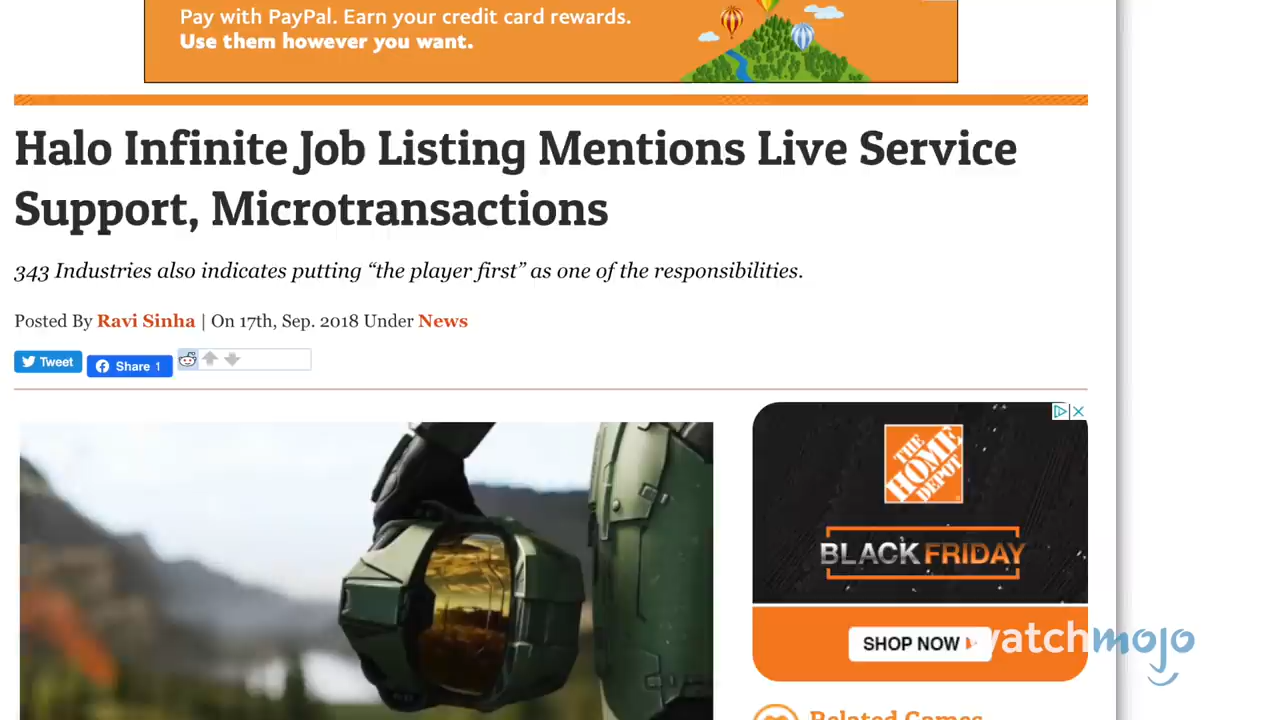 Pay with PayPal. Earn your credit card rewards.
Use them however you want.
Halo Infinite Job Listing Mentions Live Service
Support, Microtransactions
343 Industries also indicates putting “the player first” as one of the responsibilities.
Posted By Ravi Sinha | On 17th, Sep. 2018 Under News
Tweet
Share 1
THE HOME DEPOT
BLACK FRIDAY
SHOP NOW
watchmojo
Related Games